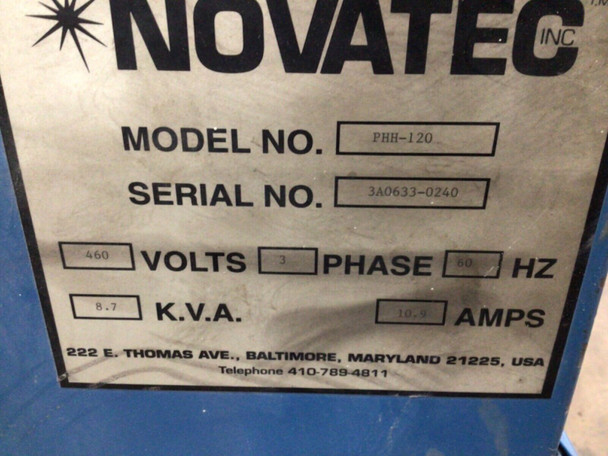 NOVATEC INC T.M.
MODEL NO. PHH-120
SERIAL NO. 3A0633-0240
460 VOLTS 3 PHASE 60 HZ
8.7 K.V.A. 10.9 AMPS
222 E. THOMAS AVE., BALTIMORE, MARYLAND 21225, USA
Telephone 410-789-4811